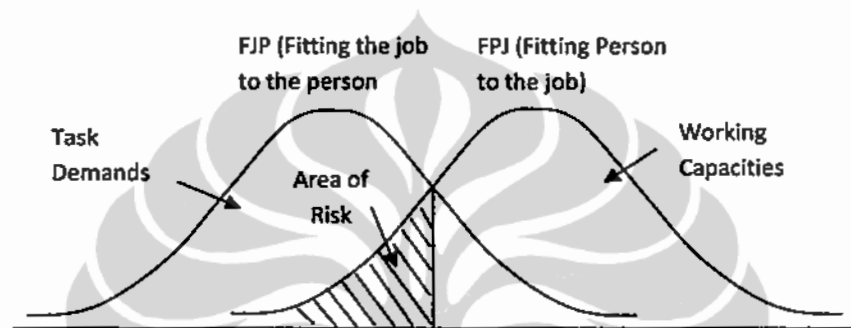 FJP (Fitting the job
to the person
FPJ (Fitting Person
to the job)
Task
Demands
Area of
Risk
Working
Capacities